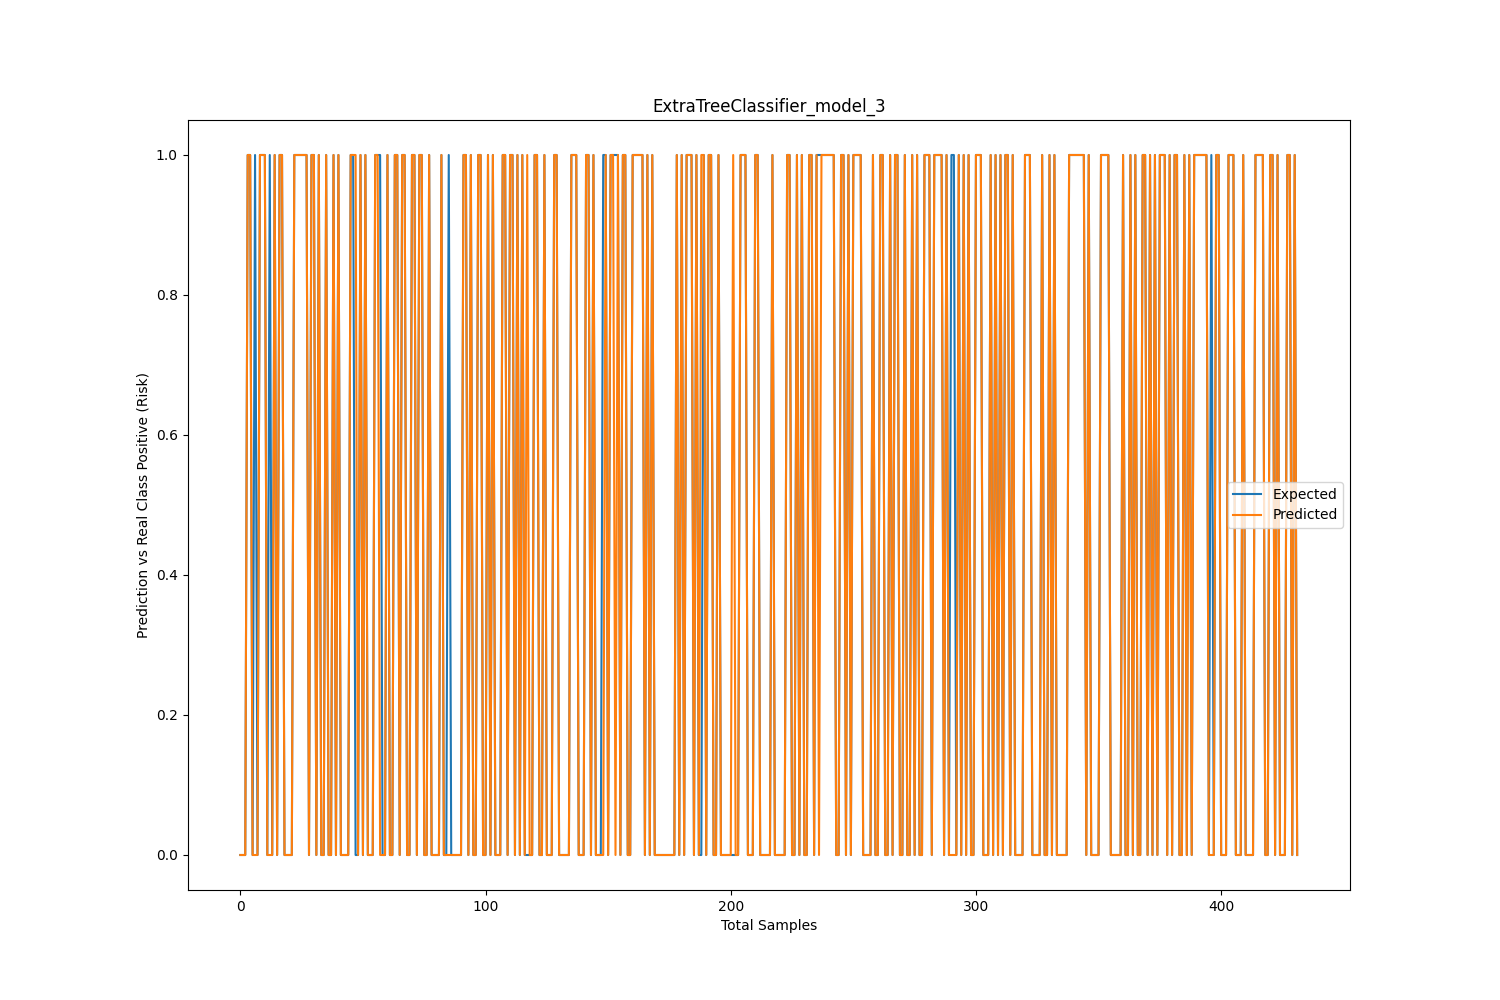 ExtraTreeClassifier_model_3
Prediction vs Real Class Positive (Risk)
1.0
0.8
0.6
0.4
0.2
0.0
Expected
Predicted
0
100
200
300
400
Total Samples